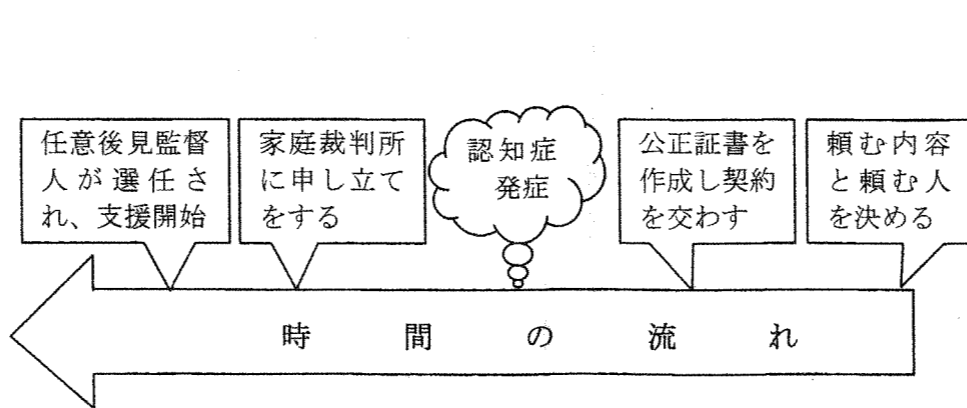 任意後見監督
人が選任さ
れ、支援開始
家庭裁判所
に申し立て
をする
認知症
発症
公正証書を
作成し契約
を交わす
頼む内容
と頼む人
を決める
時間の流れ